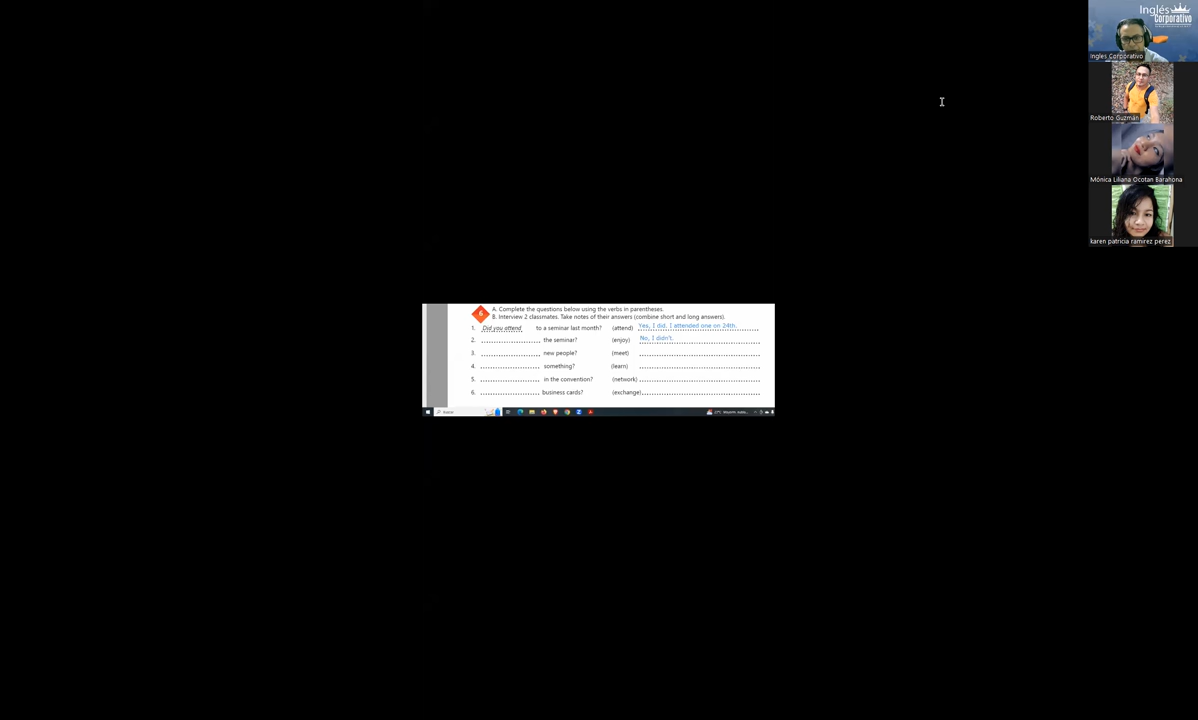 Inglés
Corporativo
Ingles Corporativo
Roberto Guzmán
Mónica Liliana Ocotan Barahona
karen patricia ramirez perez
6
A. Complete the questions below using the verbs in parentheses.
B. Interview 2 classmates. Take notes of their answers (combine short and long answers).
1. Did you attend to a seminar last month? (attend) Yes, I did. I attended one on 24th.
2. ........................ the seminar? (enjoy) No, I didn't.
3. ........................ new people? (meet) ........................
4. ........................ something? (learn) ........................
5. ........................ in the convention? (network) ........................
6. ........................ business cards? (exchange) ........................
Buscar